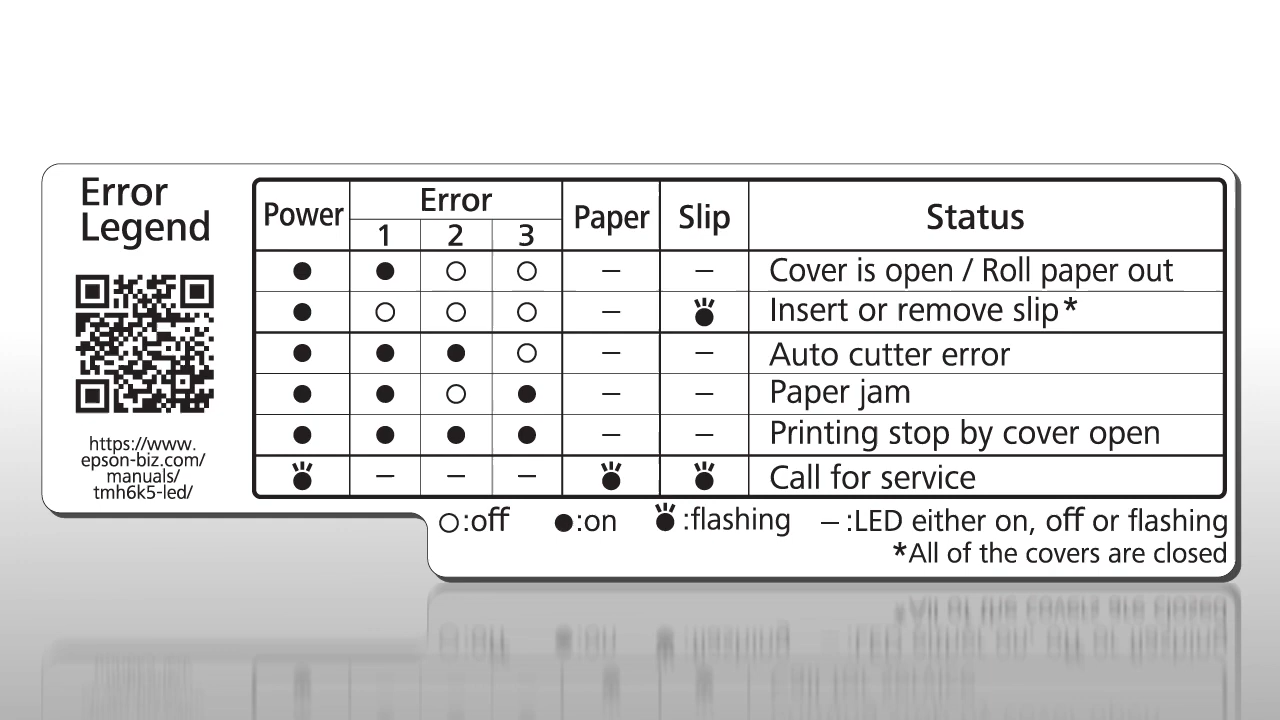 Error
Legend
https://www.
epson-biz.com/
manuals/
tmh6k5-led/
Power Error Paper Slip Status
1 2 3
● ● ○ ○ – – Cover is open / Roll paper out
● ○ ○ ○ – Insert or remove slip*
● ● ● ○ – – Auto cutter error
● ● ○ ● – – Paper jam
● ● ● ● – – Printing stop by cover open
– – – Call for service
○:off ●:on :flashing –:LED either on, off or flashing
*All of the covers are closed